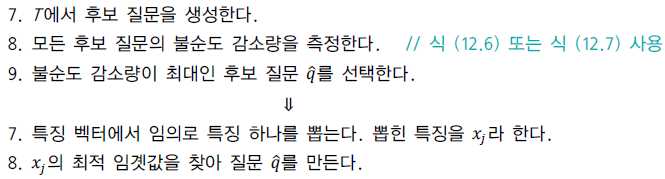 7. T에서 후보 질문을 생성한다.
8. 모든 후보 질문의 불순도 감소량을 측정한다. // 식 (12.6) 또는 식 (12.7) 사용
9. 불순도 감소량이 최대인 후보 질문 q̂를 선택한다.
⇓
7. 특징 벡터에서 임의로 특징 하나를 뽑는다. 뽑힌 특징을 xⱼ라 한다.
8. xⱼ의 최적 임곗값을 찾아 질문 q̂를 만든다.